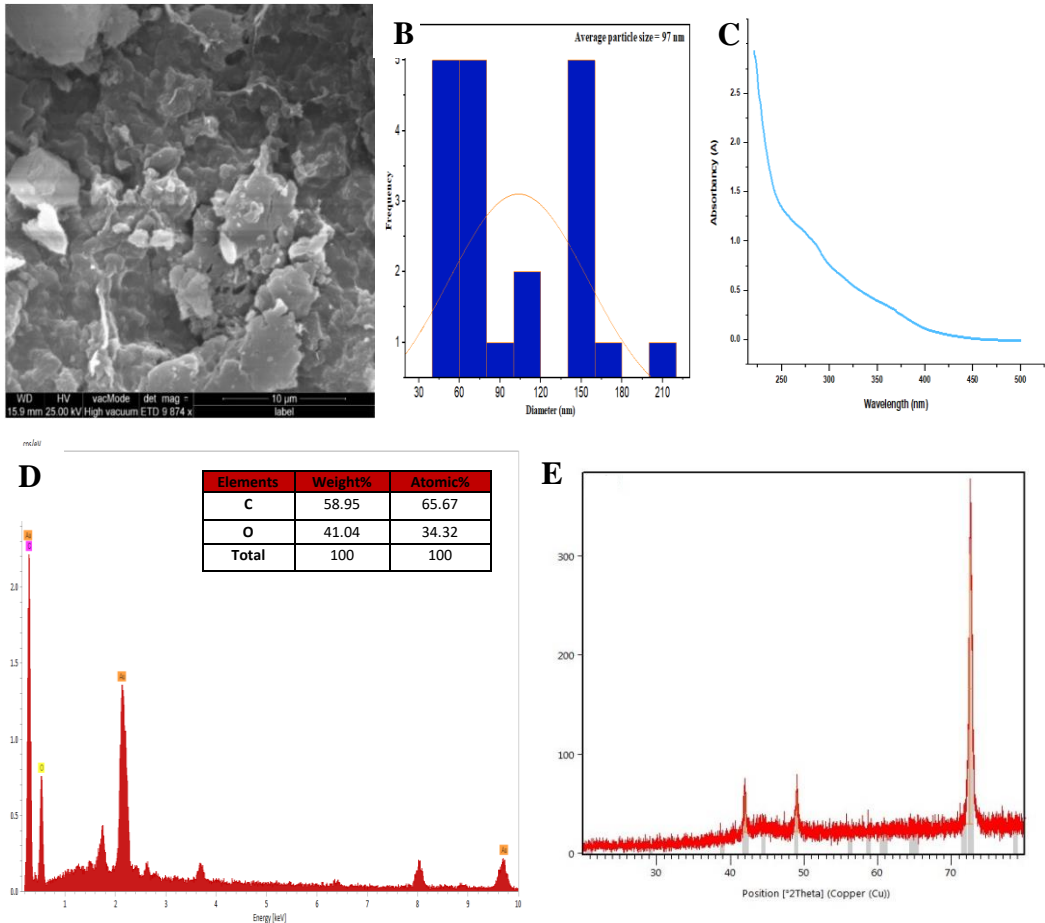 WD HV vacMode det mag = 10 µm
15.9 mm 25.00 kV High vacuum ETD 9 874 x label
B
Average particle size = 97 nm
Frequency
5
4
3
2
1
30 60 90 120 150 180 210
Diameter (nm)
C
Absorbancy (A)
3.0
2.5
2.0
1.5
1.0
0.5
0.0
250 300 350 400 450 500
Wavelength (nm)
D
Elements Weight% Atomic%
C 58.95 65.67
O 41.04 34.32
Total 100 100
2.0
1.5
1.0
0.5
0.0
1 2 3 4 5 6 7 8 9 10
Energy [keV]
E
300
200
100
0
30 40 50 60 70
Position [°2Theta] (Copper (Cu))